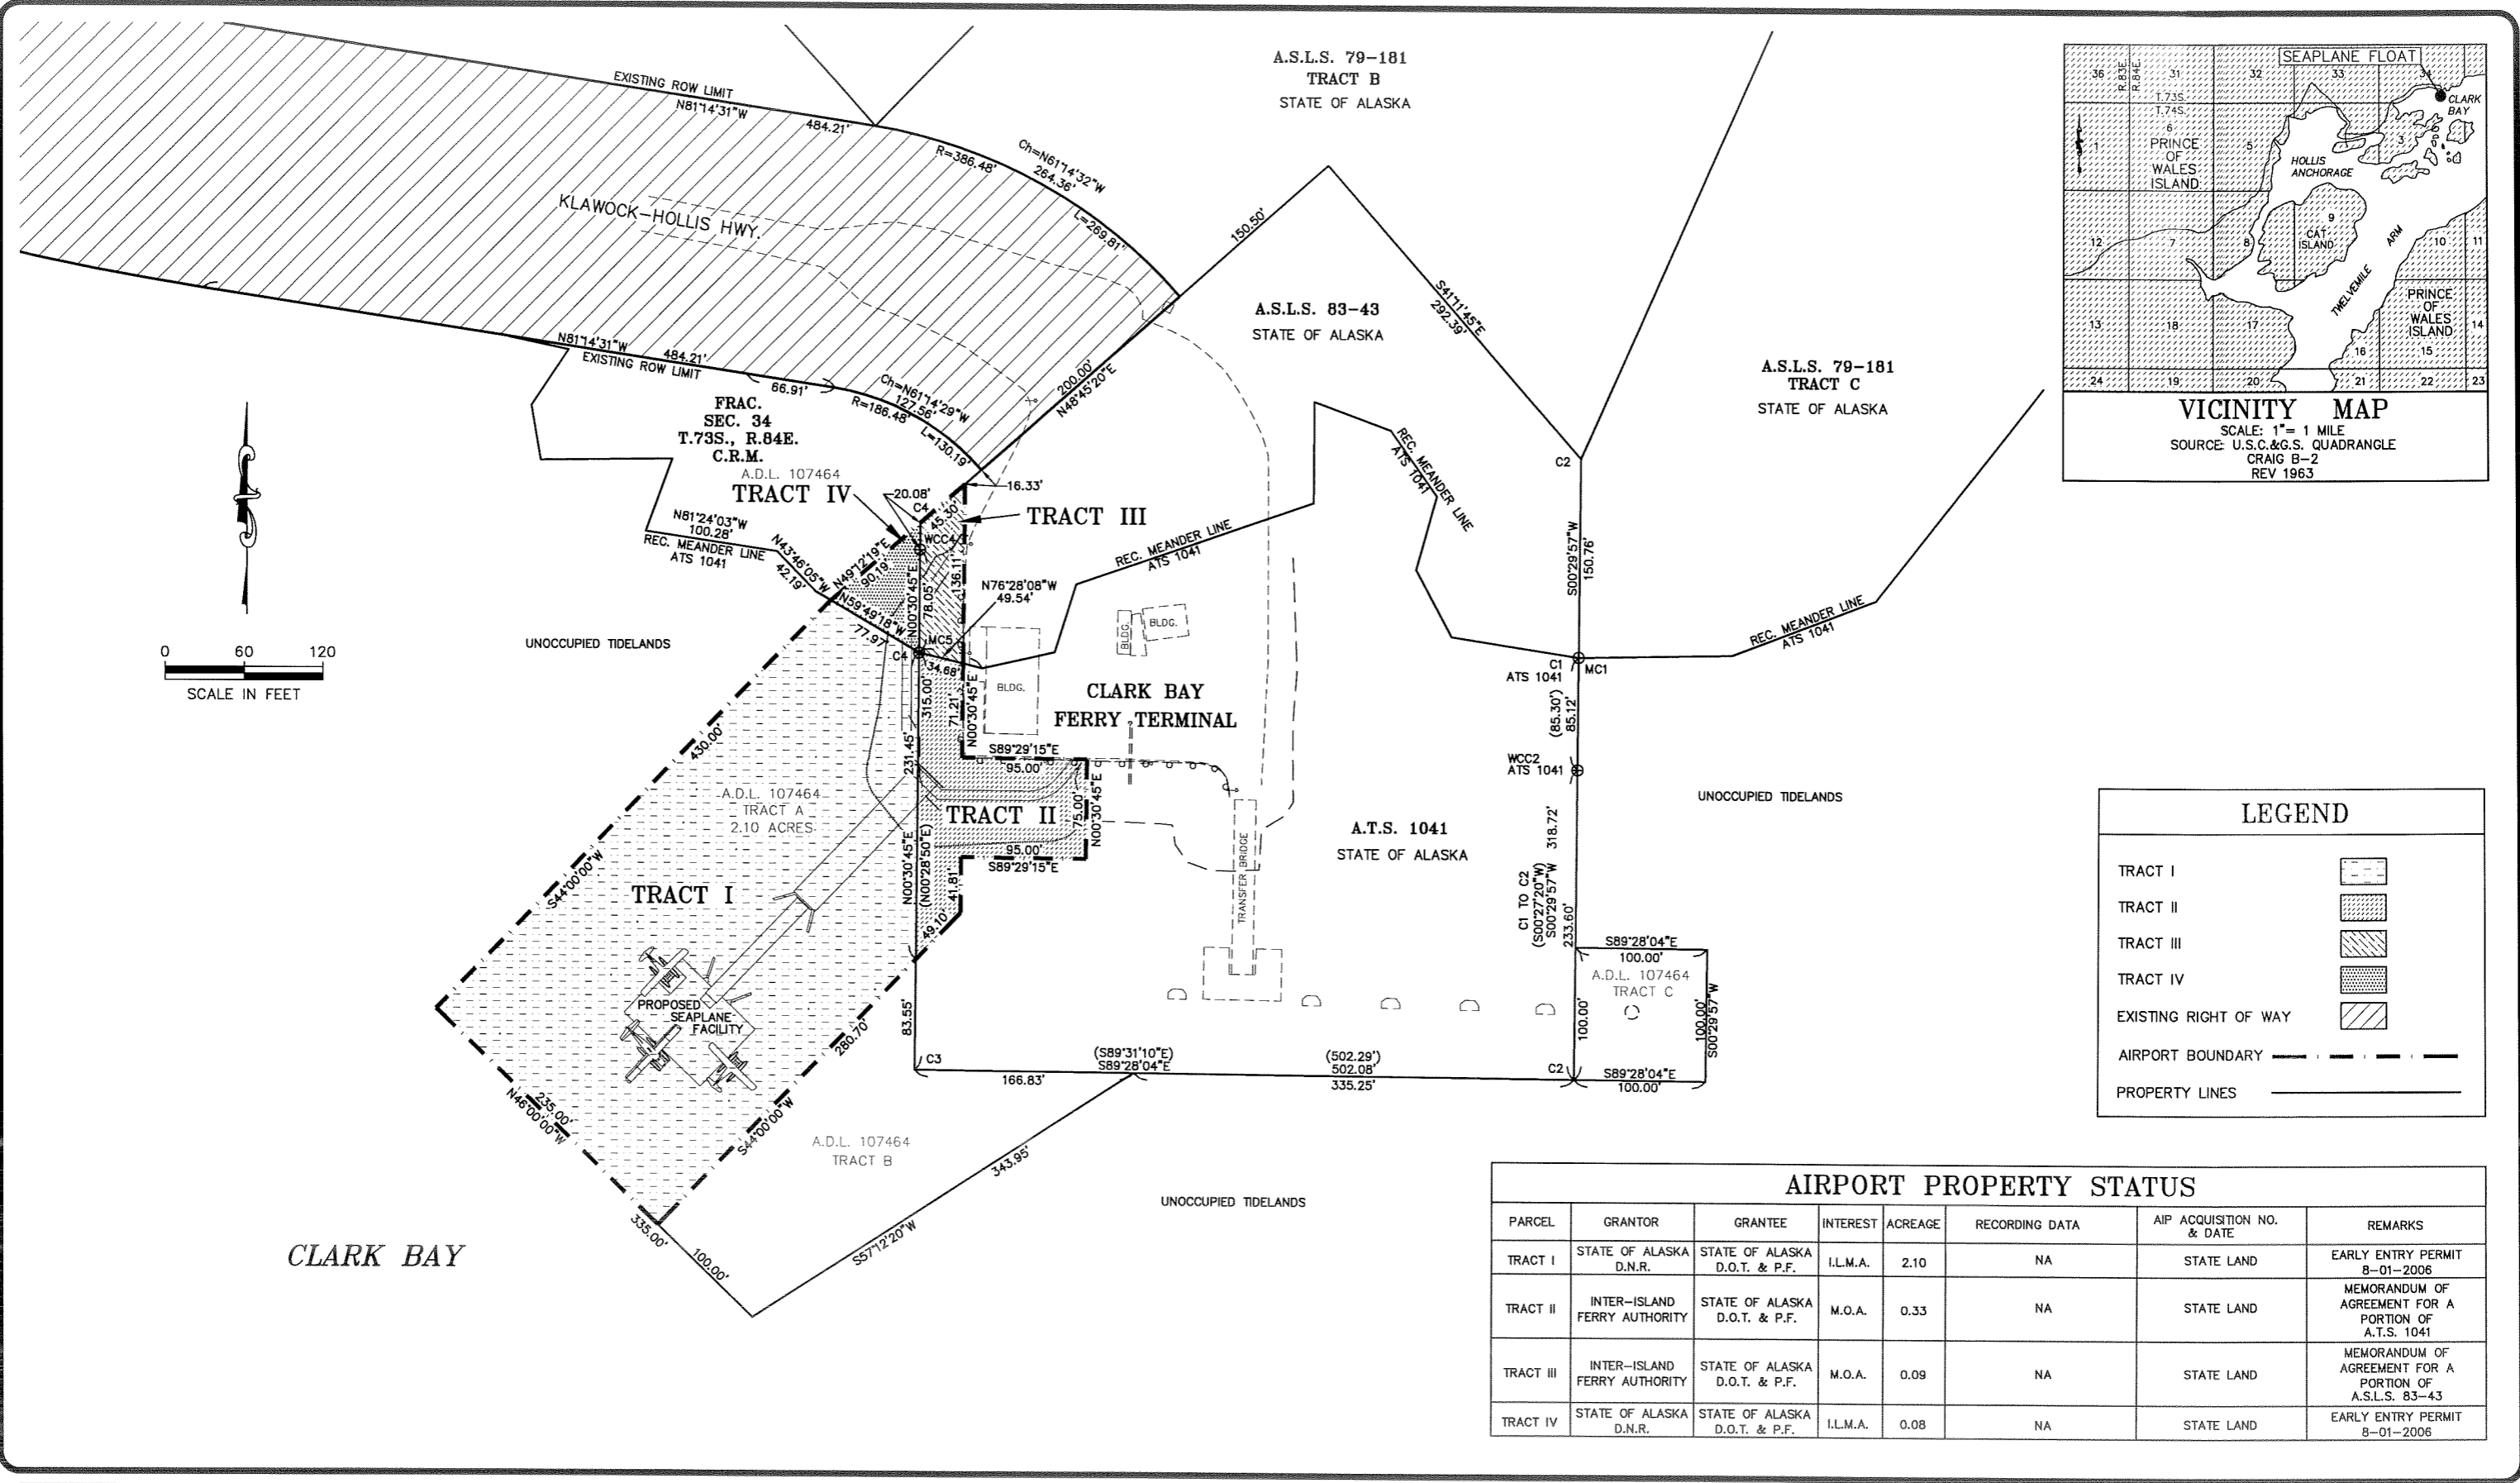 A.S.L.S. 79-181
TRACT B
STATE OF ALASKA
EXISTING ROW LIMIT
N81°14'31"W
484.21'
R=386.48'
Ch=N61°14'32"W
264.36'
L=269.81'
KLAWOCK-HOLLIS HWY.
150.50'
A.S.L.S. 83-43
STATE OF ALASKA
S41°11'45"E
292.39'
A.S.L.S. 79-181
TRACT C
STATE OF ALASKA
N81°14'31"W
484.21'
EXISTING ROW LIMIT
66.91'
Ch=N61°14'29"W
127.56'
R=186.48'
L=130.19'
200.00'
N48°45'20"E
FRAC.
SEC. 34
T.73S., R.84E.
C.R.M.
A.D.L. 107464
TRACT IV
20.08'
C4
45.30'
16.33'
TRACT III
WCC4
N81°24'03"W
100.28'
REC. MEANDER LINE
ATS 1041
N43°46'05"W
42.19'
N49°12'19"E
90.19'
N59°49'18"W
77.97'
N00°30'45"E
78.05'
136.11'
N76°28'08"W
49.54'
MC5
C4
34.68'
REC. MEANDER LINE
ATS 1041
REC. MEANDER LINE
ATS 1041
C2
S00°29'57"W
150.76'
REC. MEANDER LINE
ATS 1041
C1
ATS 1041
MC1
(85.30')
85.12'
WCC2
ATS 1041
UNOCCUPIED TIDELANDS
0 60 120
SCALE IN FEET
UNOCCUPIED TIDELANDS
BLDG.
BLDG.
BLDG.
CLARK BAY
FERRY TERMINAL
315.00'
231.45'
71.21'
N00°30'45"E
S89°29'15"E
95.00'
75.00'
N00°30'45"E
TRACT II
95.00'
S89°29'15"E
N00°30'45"E
(N00°28'50"E)
41.81'
49.10'
430.00'
S44°00'00"W
A.D.L. 107464
TRACT A
2.10 ACRES
TRACT I
PROPOSED
SEAPLANE
FACILITY
TRANSFER BRIDGE
A.T.S. 1041
STATE OF ALASKA
318.72'
C1 TO C2
(S00°27'20"W)
S00°29'57"W
233.60'
S89°28'04"E
100.00'
A.D.L. 107464
TRACT C
100.00'
100.00'
S00°29'57"W
83.55'
C3
(S89°31'10"E)
S89°28'04"E
166.83'
(502.29')
502.08'
335.25'
C2
S89°28'04"E
100.00'
280.70'
S44°00'00"W
235.00'
N46°00'00"W
A.D.L. 107464
TRACT B
335.00'
100.00'
343.95'
S57°12'20"W
UNOCCUPIED TIDELANDS
CLARK BAY
SEAPLANE FLOAT
36
R.83E.
R.84E.
31
32
33
34
T.73S.
T.74S.
CLARK
BAY
1
6
PRINCE
OF
WALES
ISLAND
5
3
HOLLIS
ANCHORAGE
9
CAT
ISLAND
12
7
8
ARM
10
11
TWELVEMILE
PRINCE
OF
WALES
ISLAND
13
18
17
16
15
14
24
19
20
21
22
23
VICINITY MAP
SCALE: 1"= 1 MILE
SOURCE: U.S.C.&G.S. QUADRANGLE
CRAIG B-2
REV 1963
LEGEND
TRACT I
TRACT II
TRACT III
TRACT IV
EXISTING RIGHT OF WAY
AIRPORT BOUNDARY
PROPERTY LINES
AIRPORT PROPERTY STATUS
PARCEL GRANTOR GRANTEE INTEREST ACREAGE RECORDING DATA AIP ACQUISITION NO. & DATE REMARKS
TRACT I STATE OF ALASKA D.N.R. STATE OF ALASKA D.O.T. & P.F. I.L.M.A. 2.10 NA STATE LAND EARLY ENTRY PERMIT 8-01-2006
TRACT II INTER-ISLAND FERRY AUTHORITY STATE OF ALASKA D.O.T. & P.F. M.O.A. 0.33 NA STATE LAND MEMORANDUM OF AGREEMENT FOR A PORTION OF A.T.S. 1041
TRACT III INTER-ISLAND FERRY AUTHORITY STATE OF ALASKA D.O.T. & P.F. M.O.A. 0.09 NA STATE LAND MEMORANDUM OF AGREEMENT FOR A PORTION OF A.S.L.S. 83-43
TRACT IV STATE OF ALASKA D.N.R. STATE OF ALASKA D.O.T. & P.F. I.L.M.A. 0.08 NA STATE LAND EARLY ENTRY PERMIT 8-01-2006